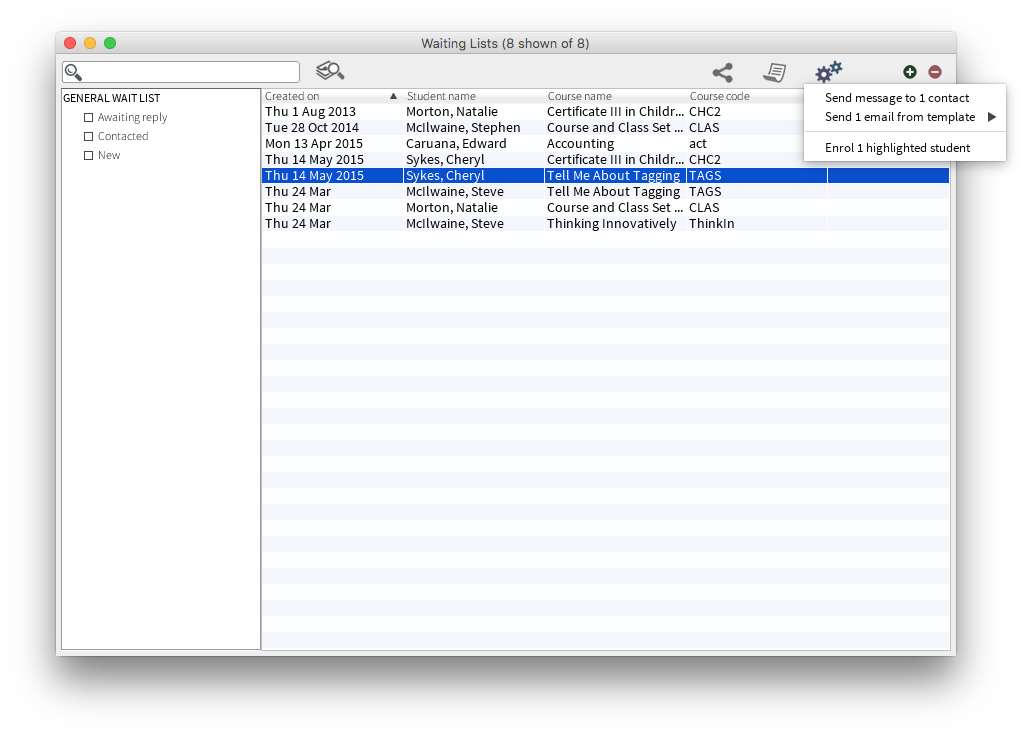 Waiting Lists (8 shown of 8)
Send message to 1 contact
Send 1 email from template
Enrol 1 highlighted student
GENERAL WAIT LIST
Awaiting reply
Contacted
New
Created on Student name Course name Course code
Thu 1 Aug 2013 Morton, Natalie Certificate III in Childr... CHC2
Tue 28 Oct 2014 McIlwaine, Stephen Course and Class Set ... CLAS
Mon 13 Apr 2015 Caruana, Edward Accounting act
Thu 14 May 2015 Sykes, Cheryl Certificate III in Childr... CHC2
Thu 14 May 2015 Sykes, Cheryl Tell Me About Tagging TAGS
Thu 24 Mar McIlwaine, Steve Tell Me About Tagging TAGS
Thu 24 Mar Morton, Natalie Course and Class Set ... CLAS
Thu 24 Mar McIlwaine, Steve Thinking Innovatively ThinkIn